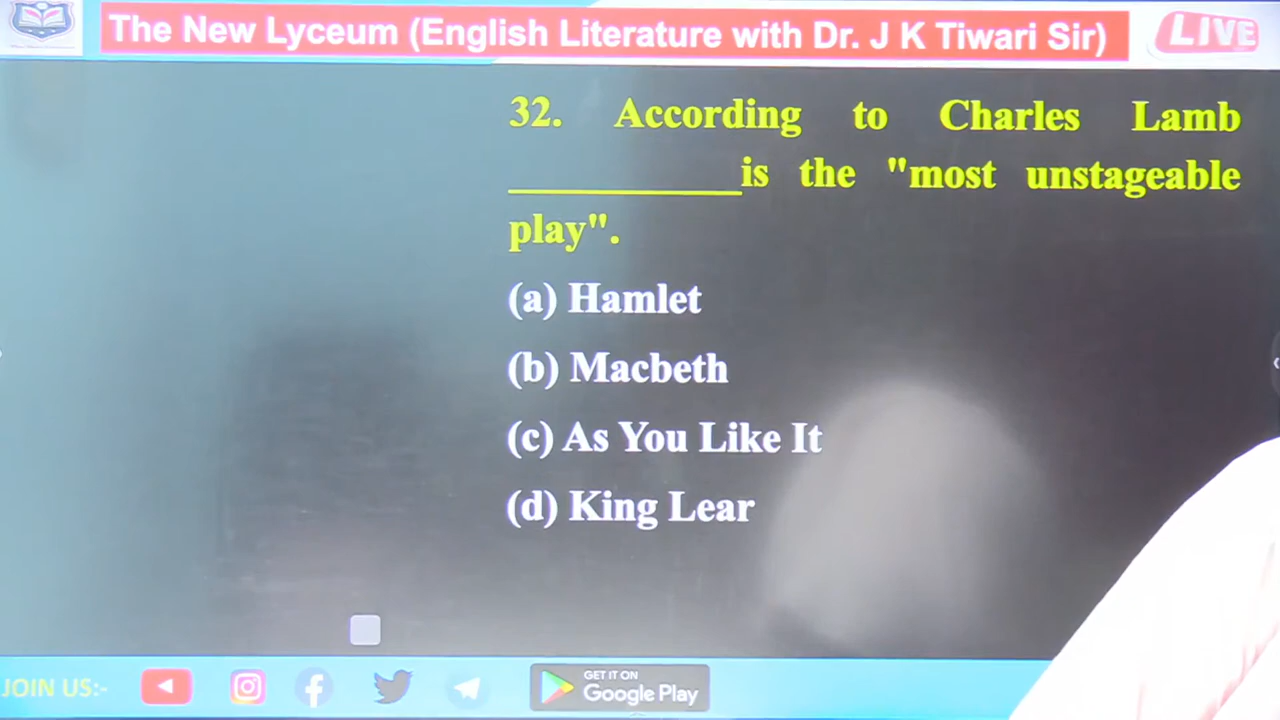 The New Lyceum (English Literature with Dr. J K Tiwari Sir)
LIVE
32. According to Charles Lamb
__________is the "most unstageable
play".
(a) Hamlet
(b) Macbeth
(c) As You Like It
(d) King Lear
JOIN US:-
GET IT ON
Google Play